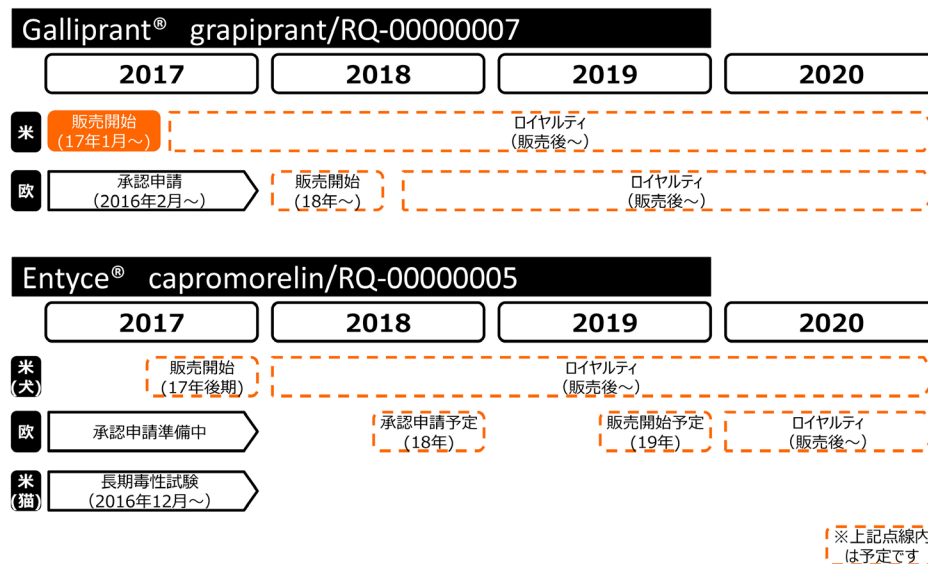 Galliprant® grapiprant/RQ-00000007
2017 2018 2019 2020
米
販売開始
(17年1月～)
ロイヤルティ
(販売後～)
欧
承認申請
(2016年2月～)
販売開始
(18年～)
ロイヤルティ
(販売後～)
Entyce® capromorelin/RQ-00000005
2017 2018 2019 2020
米
(犬)
販売開始
(17年後期)
ロイヤルティ
(販売後～)
欧
承認申請準備中
承認申請予定
(18年)
販売開始予定
(19年)
ロイヤルティ
(販売後～)
米
(猫)
長期毒性試験
(2016年12月～)
※上記点線内
は予定です